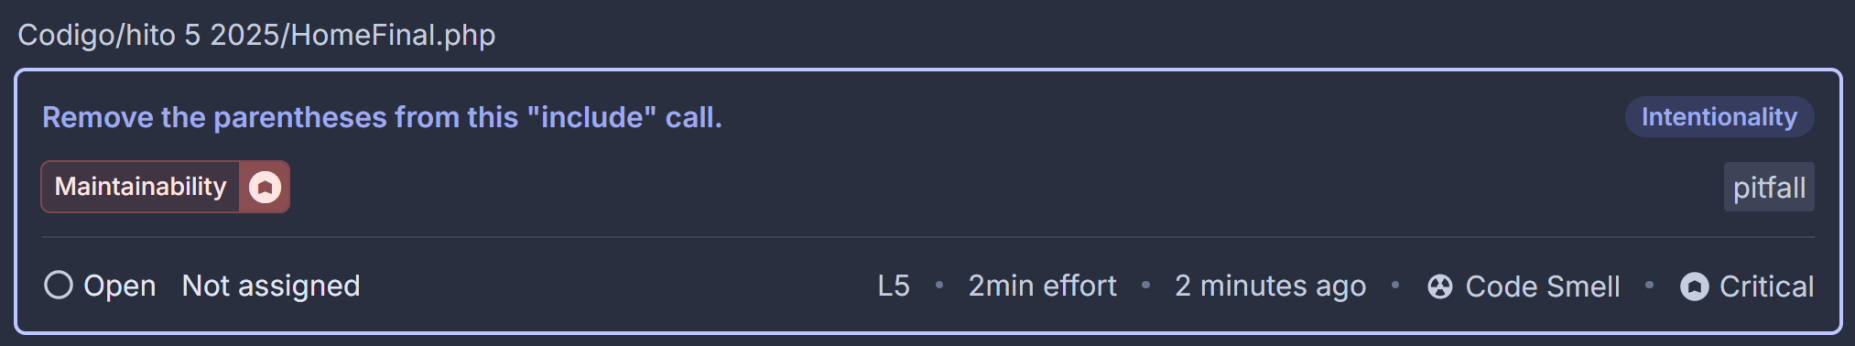 Codigo/hito 5 2025/HomeFinal.php
Remove the parentheses from this "include" call.
Intentionality
Maintainability
pitfall
Open Not assigned
L5 • 2min effort • 2 minutes ago • Code Smell • Critical